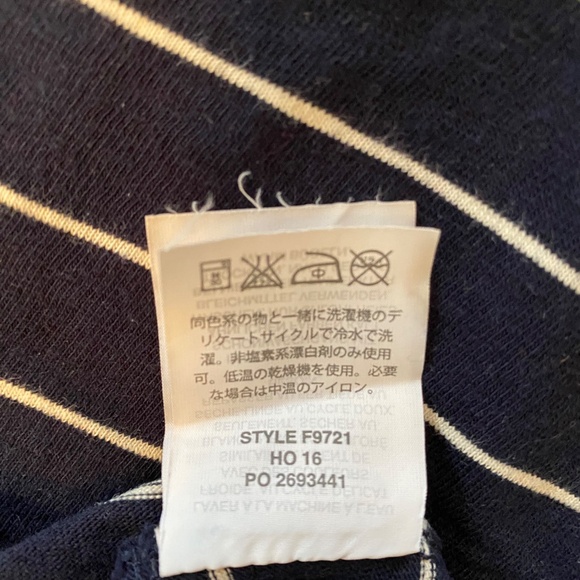 中
同色系の物と一緒に洗濯機のデ
リケートサイクルで冷水で洗
濯。非塩素系漂白剤のみ使用
可。低温の乾燥機を使用。必要
な場合は中温のアイロン。
STYLE F9721
HO 16
PO 2693441